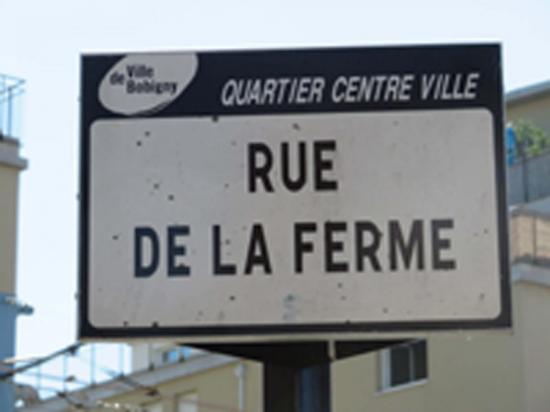 Ville
de Bobigny
QUARTIER CENTRE VILLE
RUE
DE LA FERME